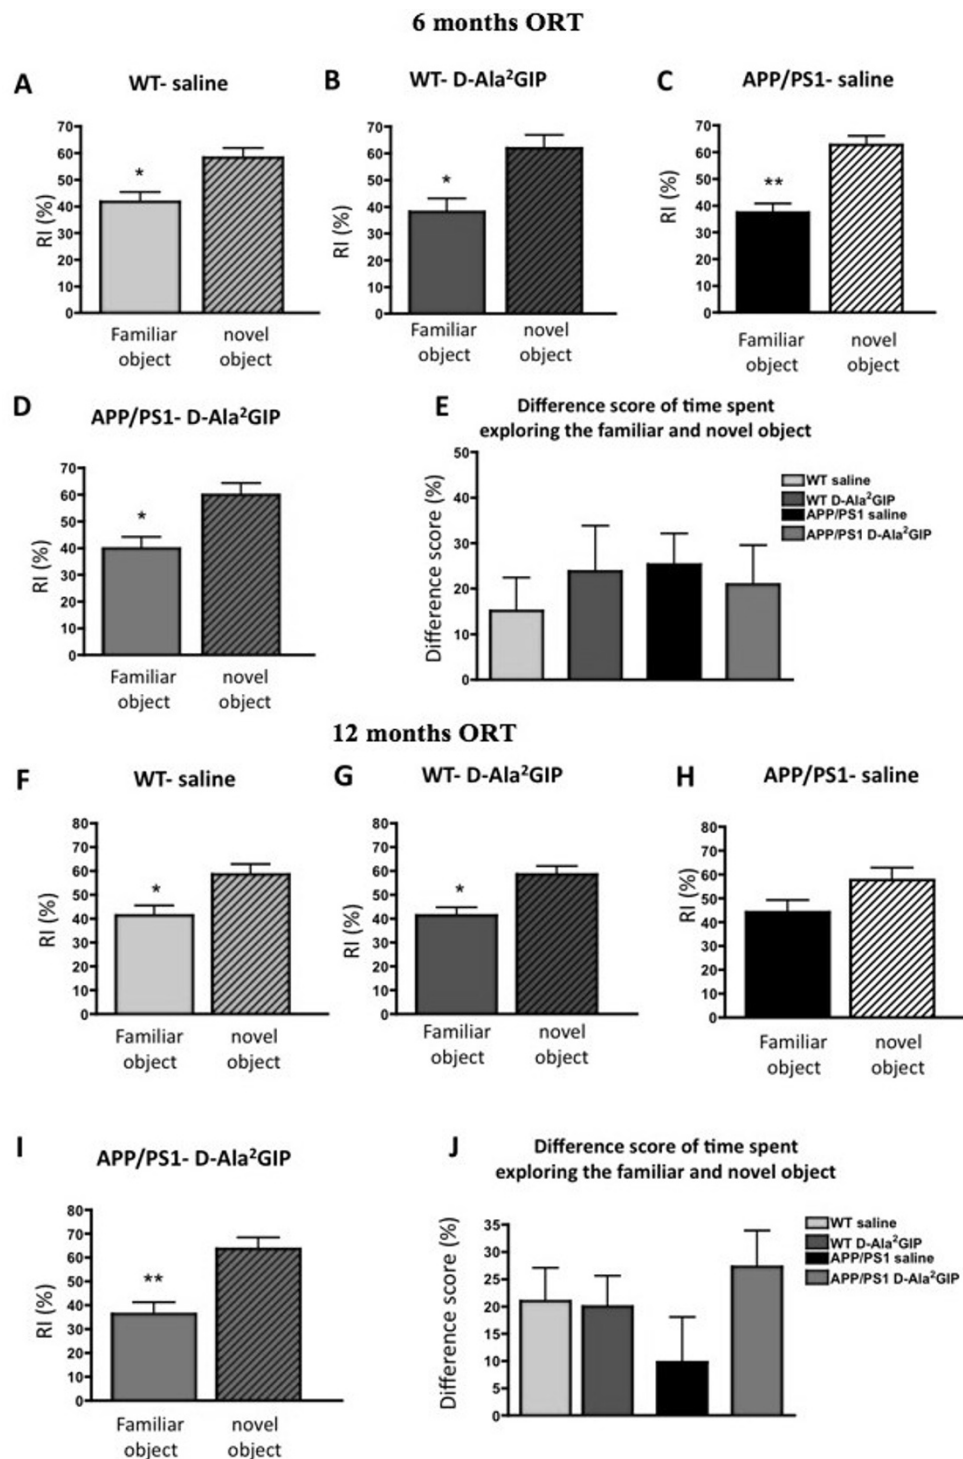 6 months ORT
A
WT- saline
RI (%)
70
60
50
40
30
20
10
0
*
Familiar
object
novel
object
B
WT- D-Ala²GIP
RI (%)
70
60
50
40
30
20
10
0
*
Familiar
object
novel
object
C
APP/PS1- saline
RI (%)
70
60
50
40
30
20
10
0
**
Familiar
object
novel
object
D
APP/PS1- D-Ala²GIP
RI (%)
70
60
50
40
30
20
10
0
*
Familiar
object
novel
object
E
Difference score of time spent
exploring the familiar and novel object
Difference score (%)
50
30
20
10
0
WT saline
WT D-Ala²GIP
APP/PS1 saline
APP/PS1 D-Ala²GIP
12 months ORT
F
WT- saline
RI (%)
80
70
60
50
40
30
20
10
0
*
Familiar
object
novel
object
G
WT- D-Ala²GIP
RI (%)
80
70
60
50
40
30
20
10
0
*
Familiar
object
novel
object
H
APP/PS1- saline
RI (%)
80
70
60
50
40
30
20
10
0
Familiar
object
novel
object
I
APP/PS1- D-Ala²GIP
RI (%)
80
70
60
50
40
30
20
10
0
**
Familiar
object
novel
object
J
Difference score of time spent
exploring the familiar and novel object
Difference score (%)
35
30
25
20
15
10
5
0
WT saline
WT D-Ala²GIP
APP/PS1 saline
APP/PS1 D-Ala²GIP